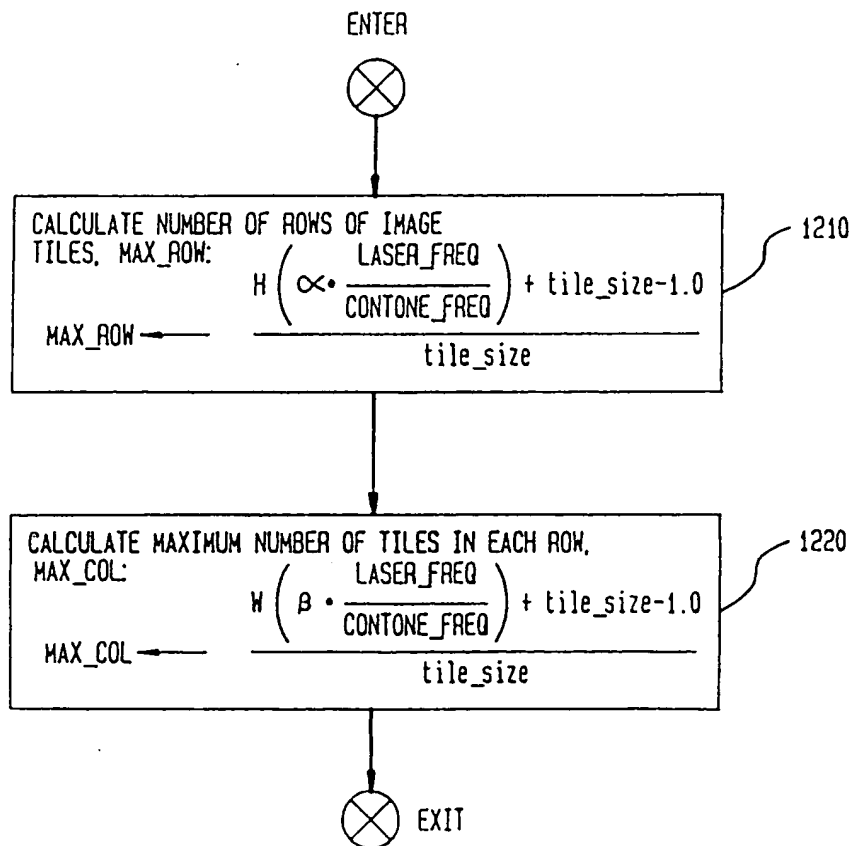 ENTER
CALCULATE NUMBER OF ROWS OF IMAGE
TILES, MAX_ROW:
1210
MAX_ROW ← H ( ∝ • LASER_FREQ / CONTONE_FREQ ) + tile_size-1.0 / tile_size
CALCULATE MAXIMUM NUMBER OF TILES IN EACH ROW,
MAX_COL:
1220
MAX_COL ← W ( β • LASER_FREQ / CONTONE_FREQ ) + tile_size-1.0 / tile_size
EXIT